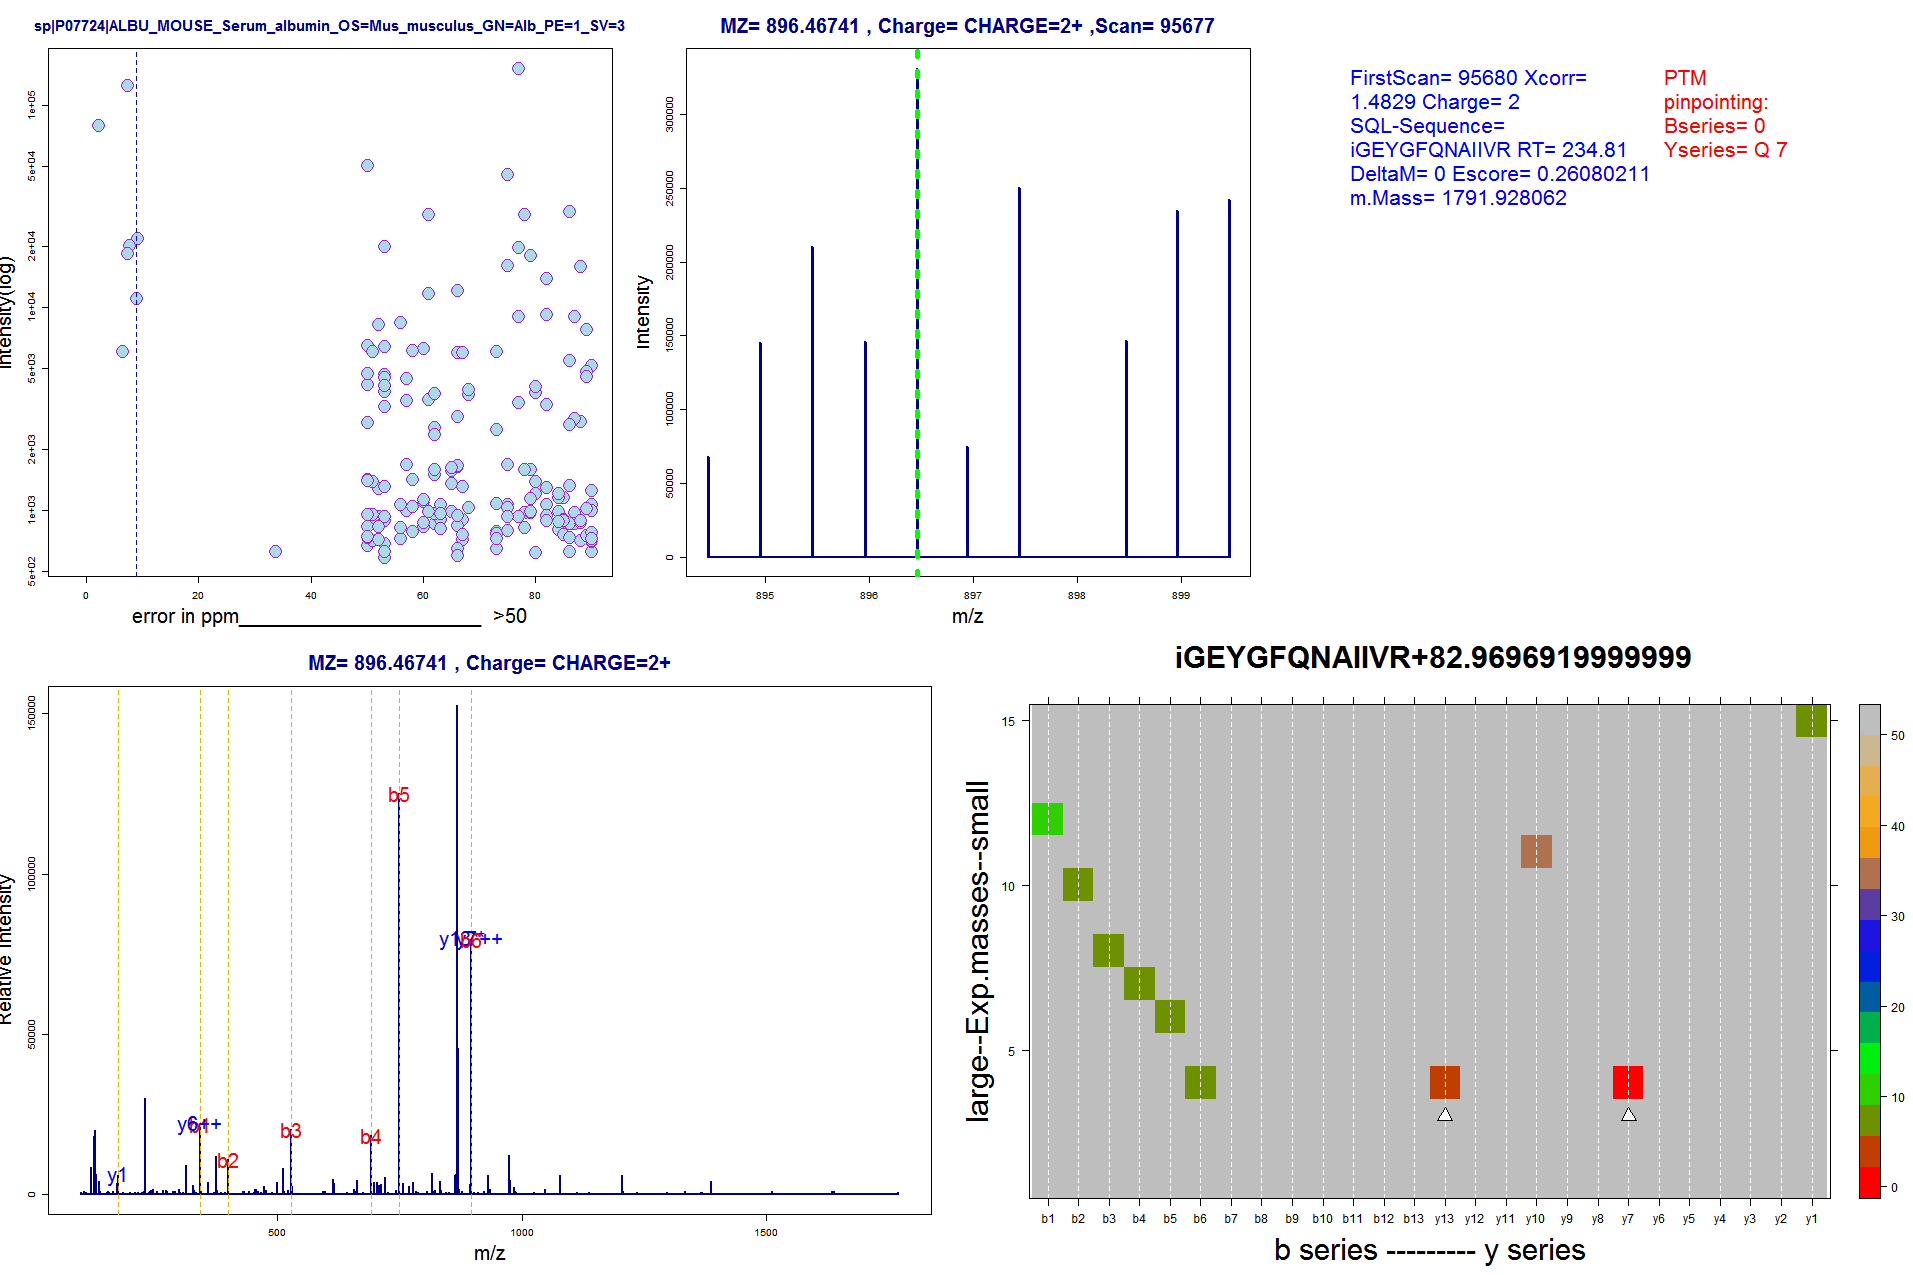 sp|P07724|ALBU_MOUSE_Serum_albumin_OS=Mus_musculus_GN=Alb_PE=1_SV=3
Intensity(log)
5e+02 1e+03 2e+03 5e+03 1e+04 2e+04 5e+04 1e+05
0 20 40 60 80
error in ppm______________________ >50
MZ= 896.46741 , Charge= CHARGE=2+ ,Scan= 95677
Intensity
0 50000 100000 150000 200000 250000 300000
895 896 897 898 899
m/z
FirstScan= 95680 Xcorr=
1.4829 Charge= 2
SQL-Sequence=
iGEYGFQNAIIVR RT= 234.81
DeltaM= 0 Escore= 0.26080211
m.Mass= 1791.928062
PTM
pinpointing:
Bseries= 0
Yseries= Q 7
MZ= 896.46741 , Charge= CHARGE=2+
Relative Intensity
0 50000 100000 150000
b5
b6
b1
b3
b4
b2
y1
500 1000 1500
m/z
iGEYGFQNAIIVR+82.9696919999999
large--Exp.masses--small
15
10
5
b1 b2 b3 b4 b5 b6 b7 b8 b9 b10 b11 b12 b13 y13 y12 y11 y10 y9 y8 y7 y6 y5 y4 y3 y2 y1
b series --------- y series
50
40
30
20
10
0